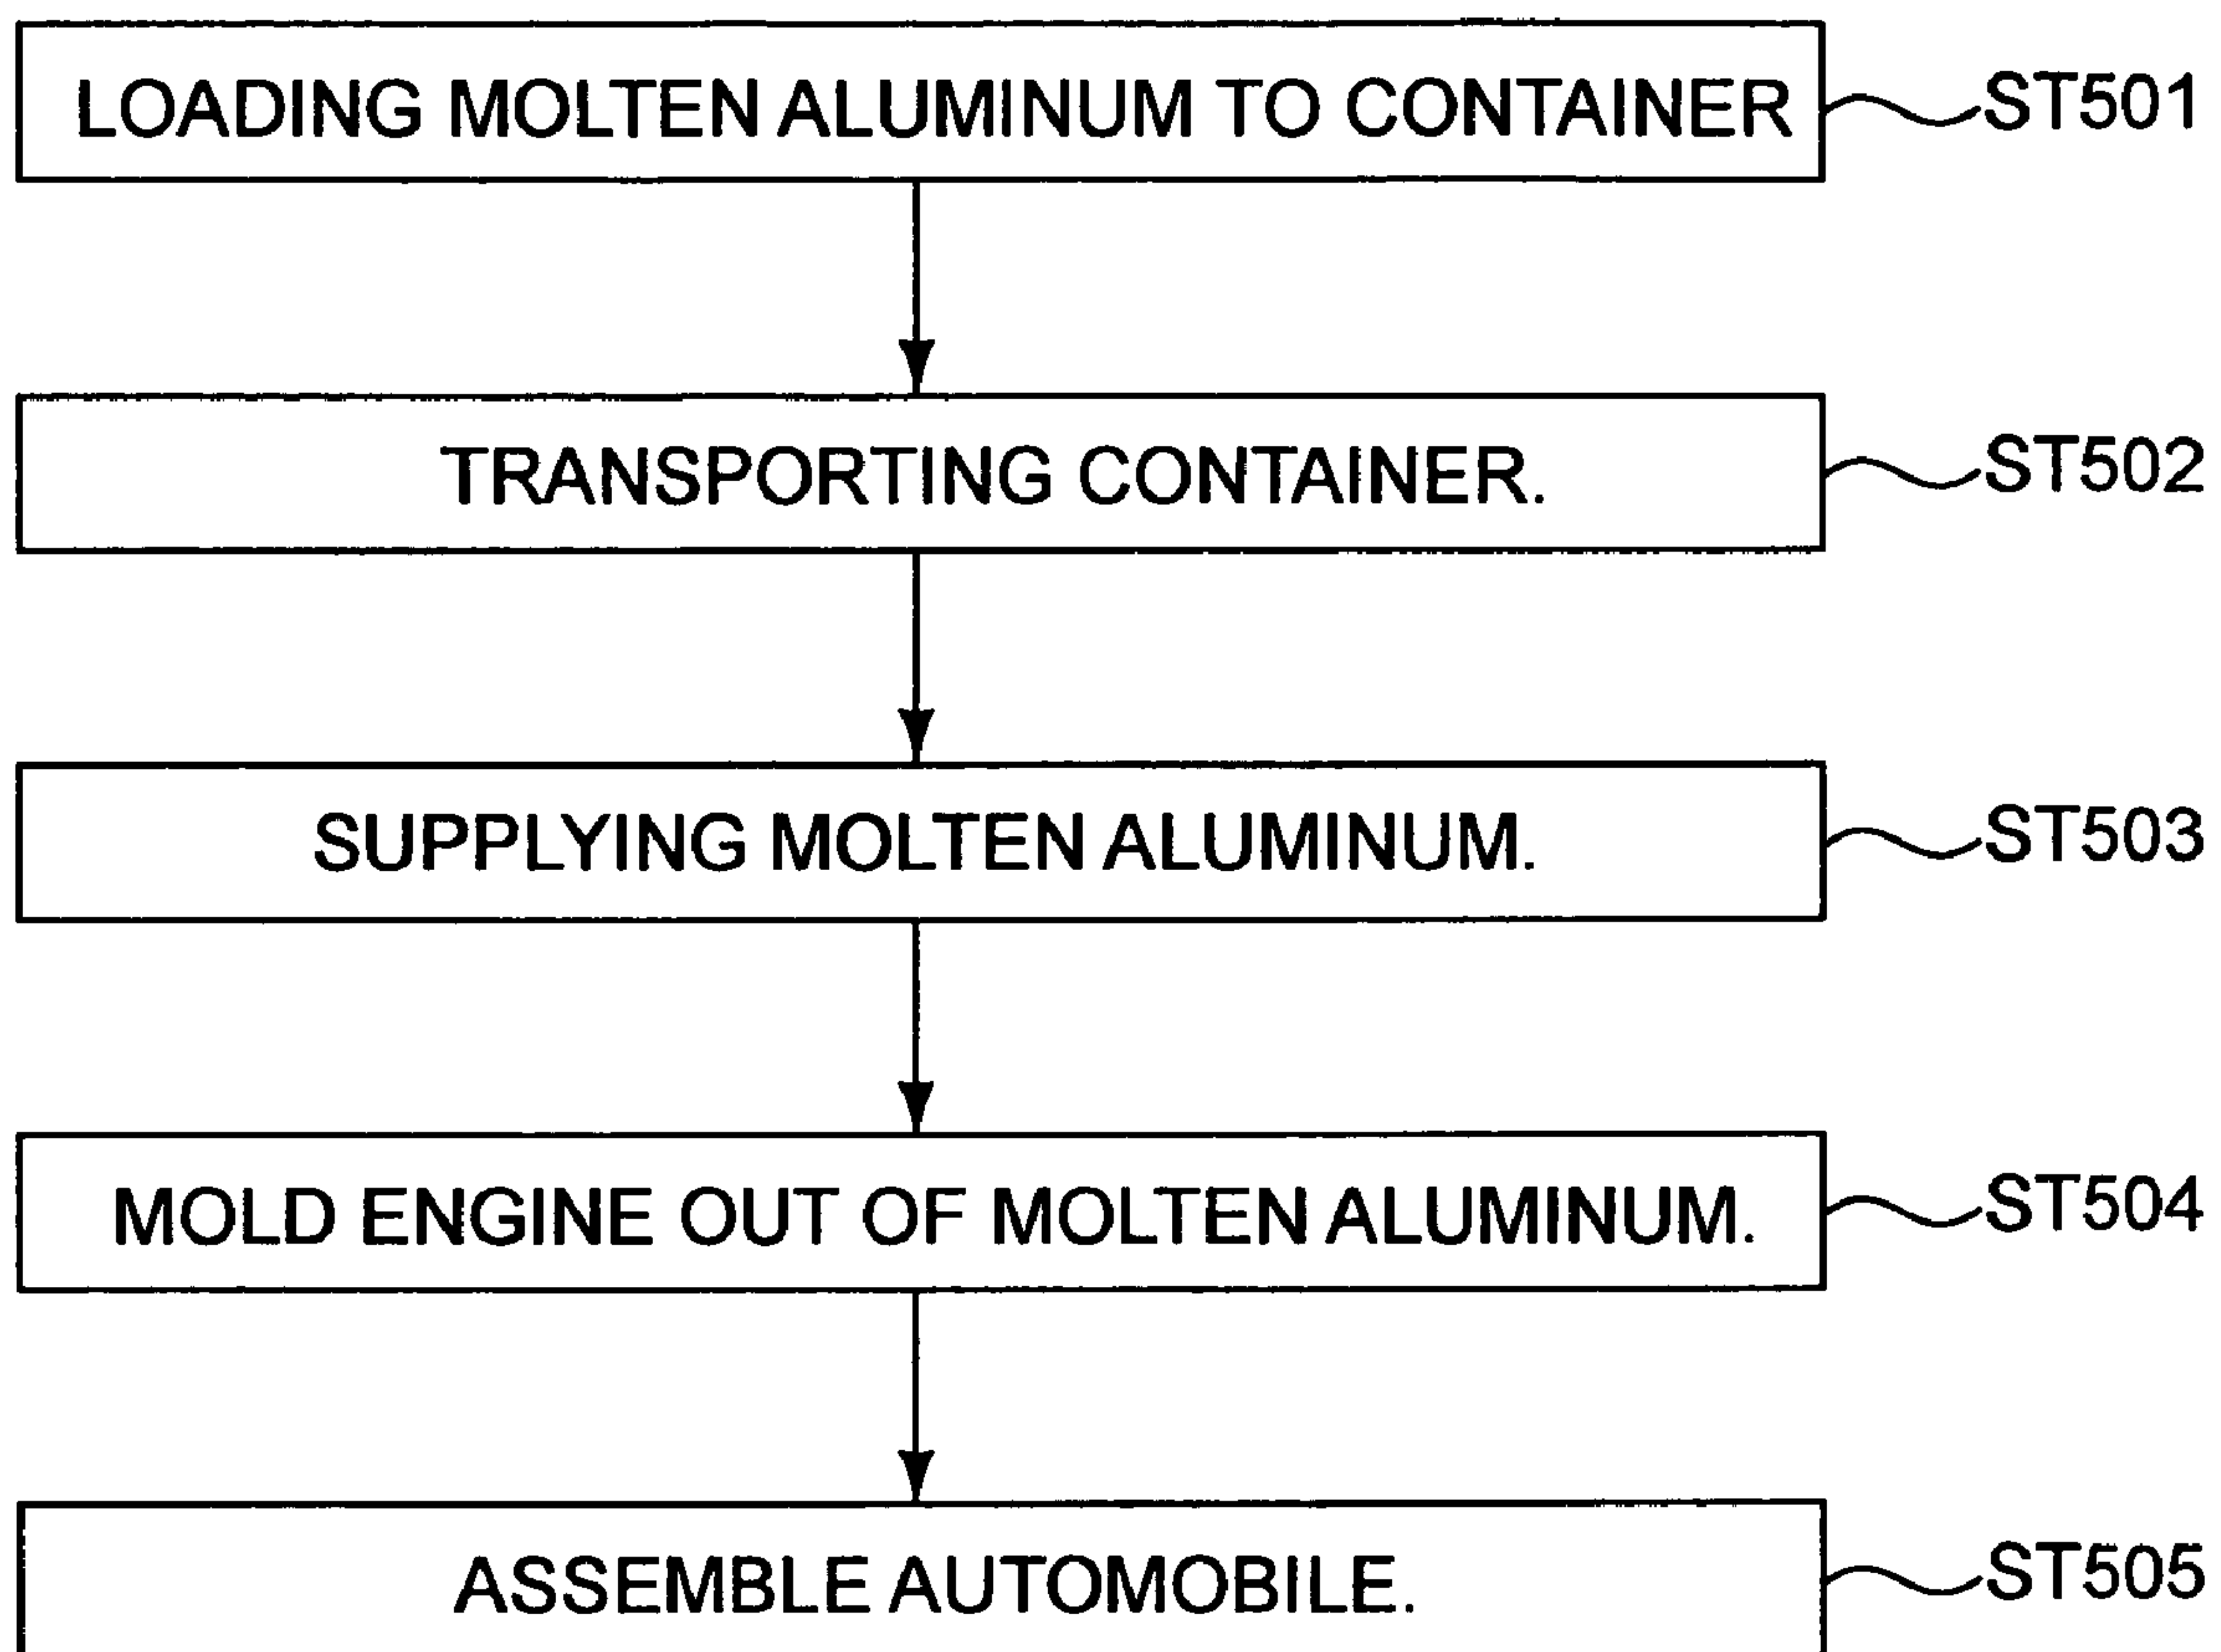 LOADING MOLTEN ALUMINUM TO CONTAINER ST501
TRANSPORTING CONTAINER. ST502
SUPPLYING MOLTEN ALUMINUM. ST503
MOLD ENGINE OUT OF MOLTEN ALUMINUM. ST504
ASSEMBLE AUTOMOBILE. ST505